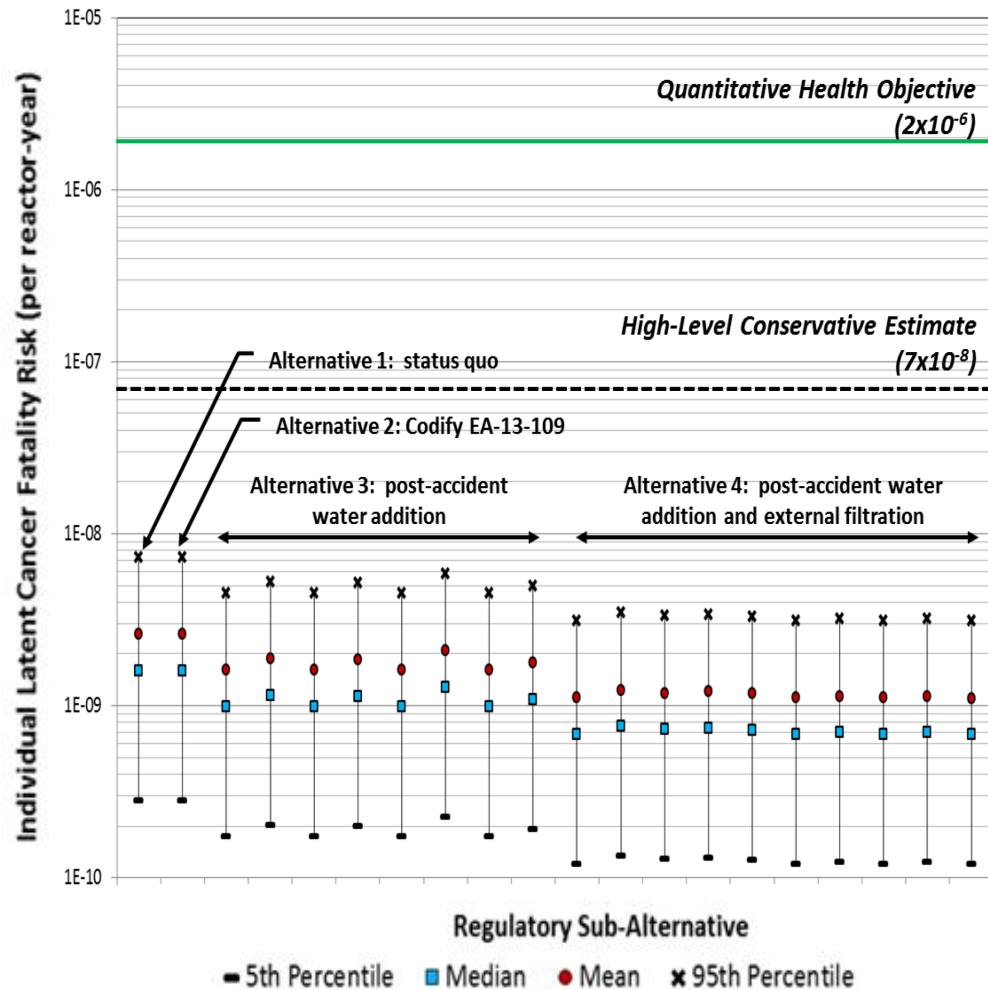 Individual Latent Cancer Fatality Risk (per reactor-year)
1E-05
1E-06
1E-07
1E-08
1E-09
1E-10
Quantitative Health Objective
(2x10⁻⁶)
High-Level Conservative Estimate
(7x10⁻⁸)
Alternative 1: status quo
Alternative 2: Codify EA-13-109
Alternative 3: post-accident
water addition
Alternative 4: post-accident water
addition and external filtration
Regulatory Sub-Alternative
5th Percentile
Median
Mean
95th Percentile